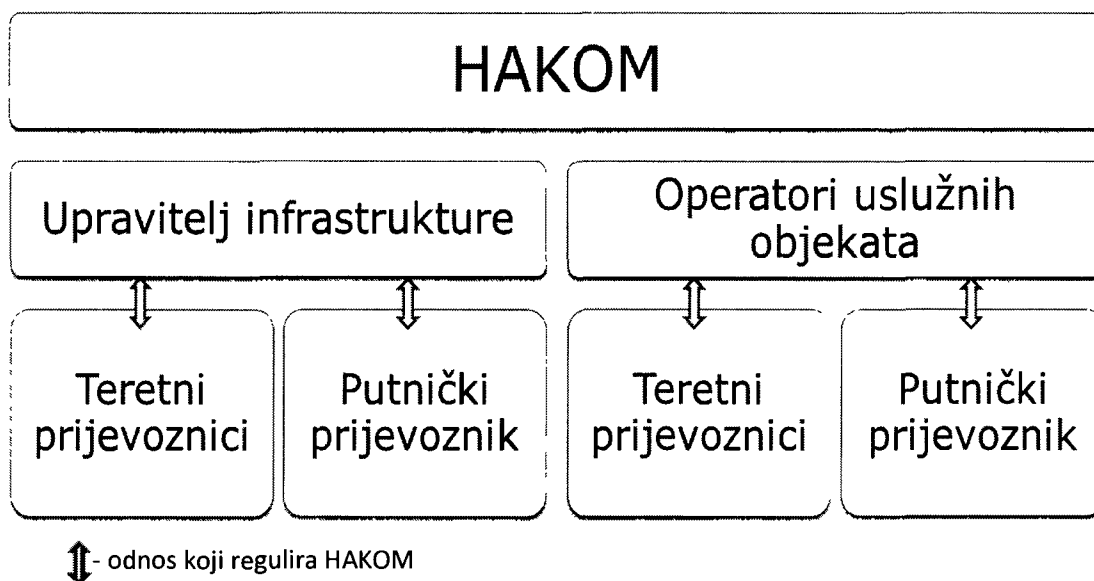 HAKOM
Upravitelj infrastrukture
Operatori uslužnih
objekata
Teretni
prijevoznici
Putnički
prijevoznik
Teretni
prijevoznici
Putnički
prijevoznik
- odnos koji regulira HAKOM